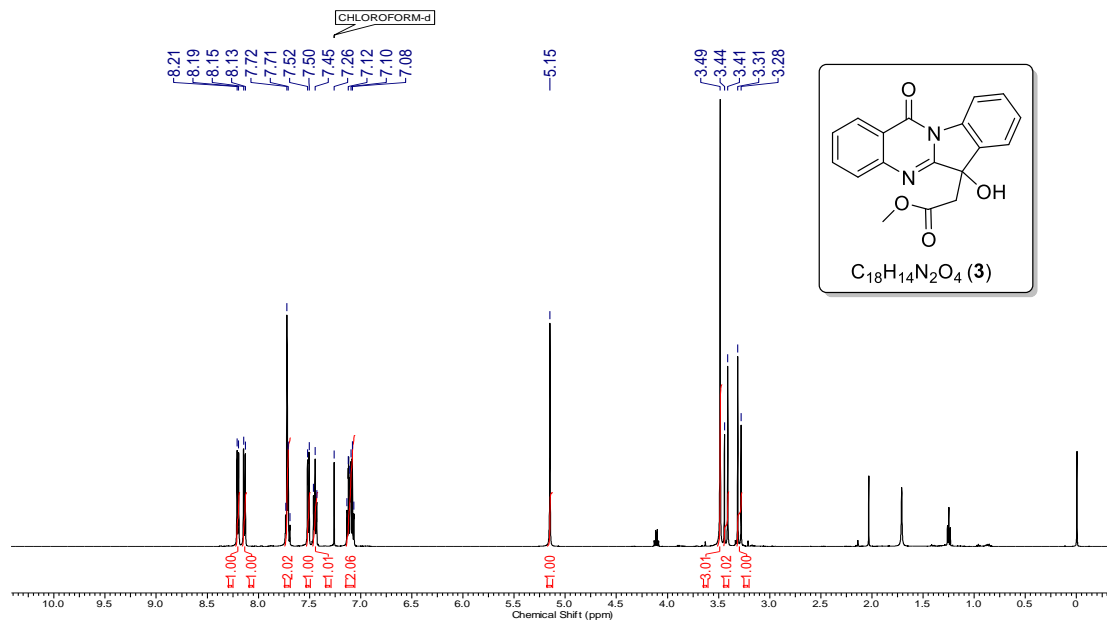 CHLOROFORM-d
8.21
8.19
8.15
8.13
7.72
7.71
7.52
7.50
7.45
7.26
7.12
7.10
7.08
5.15
3.49
3.44
3.41
3.31
3.28
O
N
N
OH
O
O
C18H14N2O4 (3)
1.00
1.00
2.02
1.00
1.01
2.06
1.00
3.01
1.02
1.00
10.0 9.5 9.0 8.5 8.0 7.5 7.0 6.5 6.0 5.5 5.0 4.5 4.0 3.5 3.0 2.5 2.0 1.5 1.0 0.5 0
Chemical Shift (ppm)